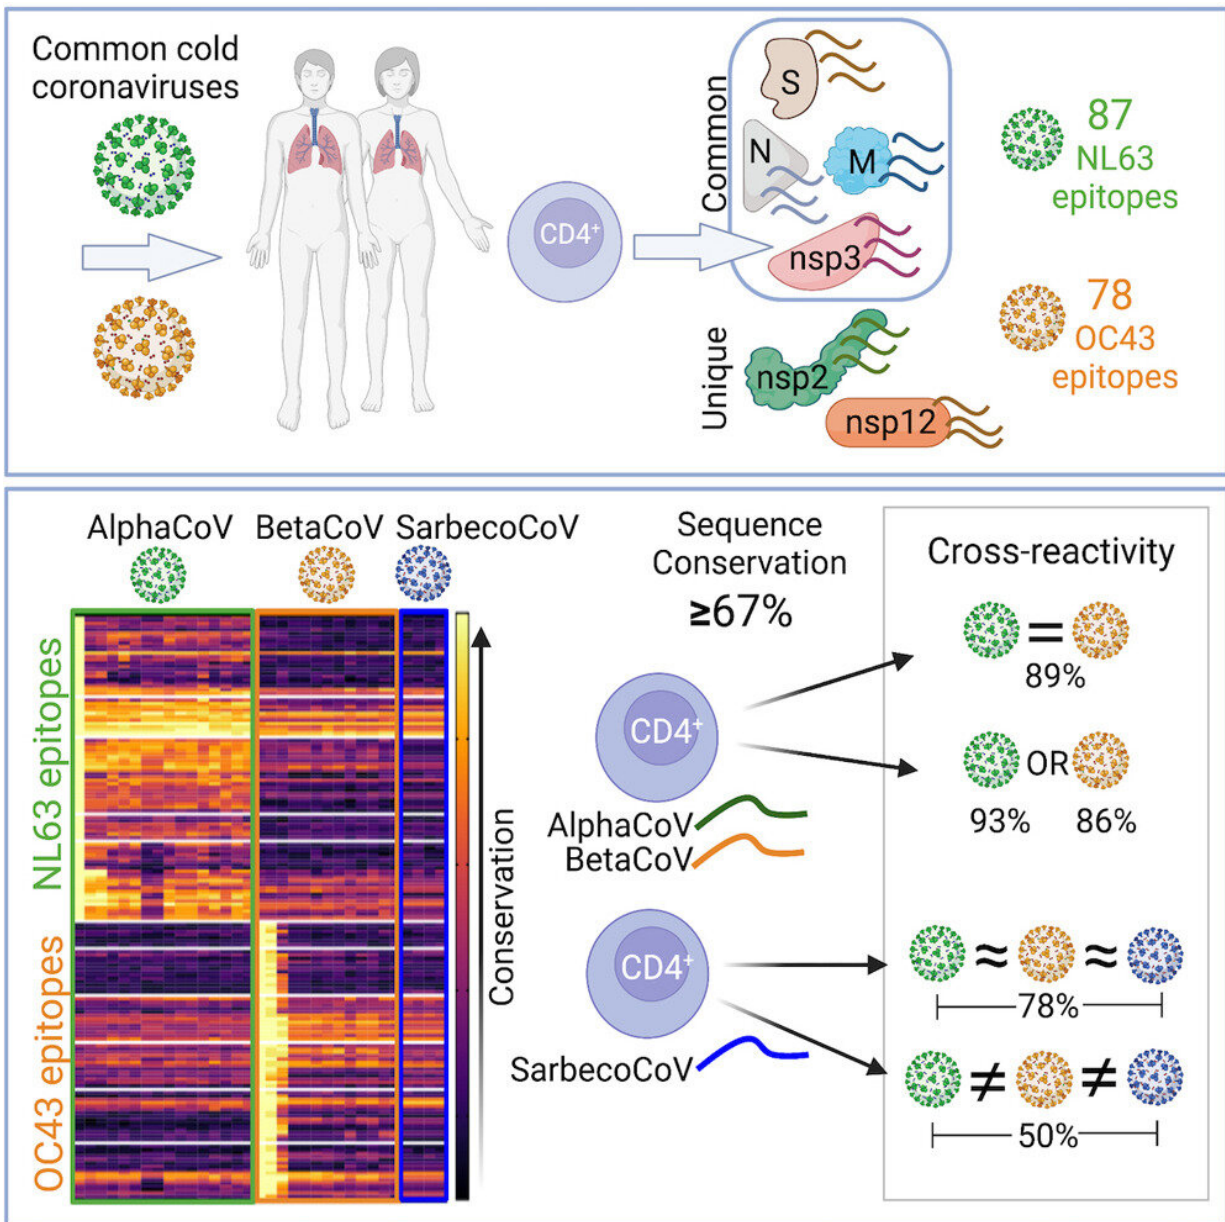 Common cold
coronaviruses
CD4+
Common
S
N
M
nsp3
Unique
nsp2
nsp12
87
NL63
epitopes
78
OC43
epitopes
AlphaCoV
BetaCoV
SarbecoCoV
NL63 epitopes
OC43 epitopes
Conservation
Sequence
Conservation
≥67%
CD4+
AlphaCoV
BetaCoV
CD4+
SarbecoCoV
Cross-reactivity
=
89%
OR
93% 86%
≈ ≈
78%
≠ ≠
50%